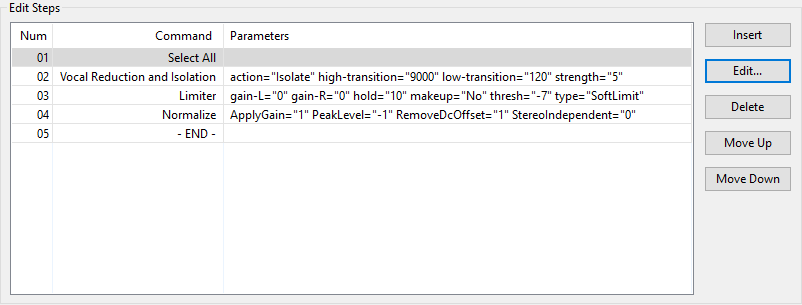 Edit Steps
Num Command Parameters
01 Select All
02 Vocal Reduction and Isolation action="Isolate" high-transition="9000" low-transition="120" strength="5"
03 Limiter gain-L="0" gain-R="0" hold="10" makeup="No" thresh="-7" type="SoftLimit"
04 Normalize ApplyGain="1" PeakLevel="-1" RemoveDcOffset="1" StereoIndependent="0"
05 - END -
Insert
Edit...
Delete
Move Up
Move Down